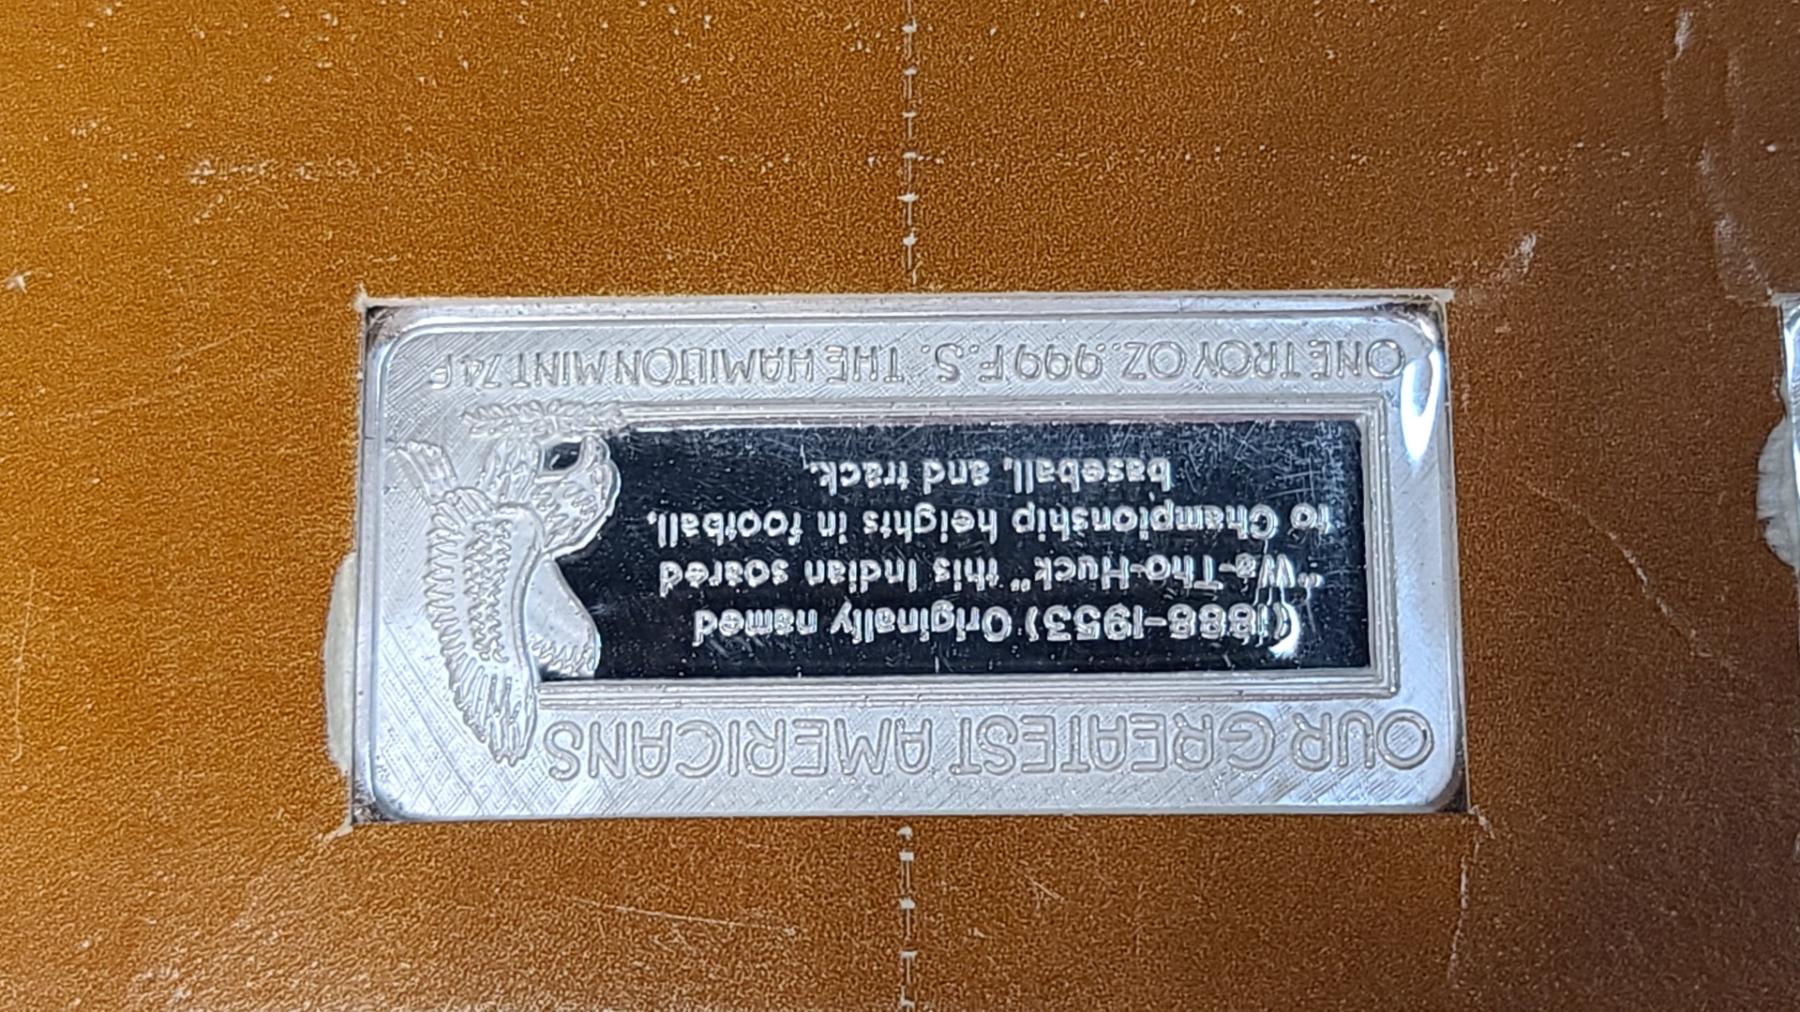 OUR GREATEST AMERICANS
(1888-1953) Originally named
"Wa-Tho-Huck" this Indian soared
to Championship heights in football,
baseball, and track.
ONE TROY OZ. .999 F.S. THE HAMILTON MINT 74F